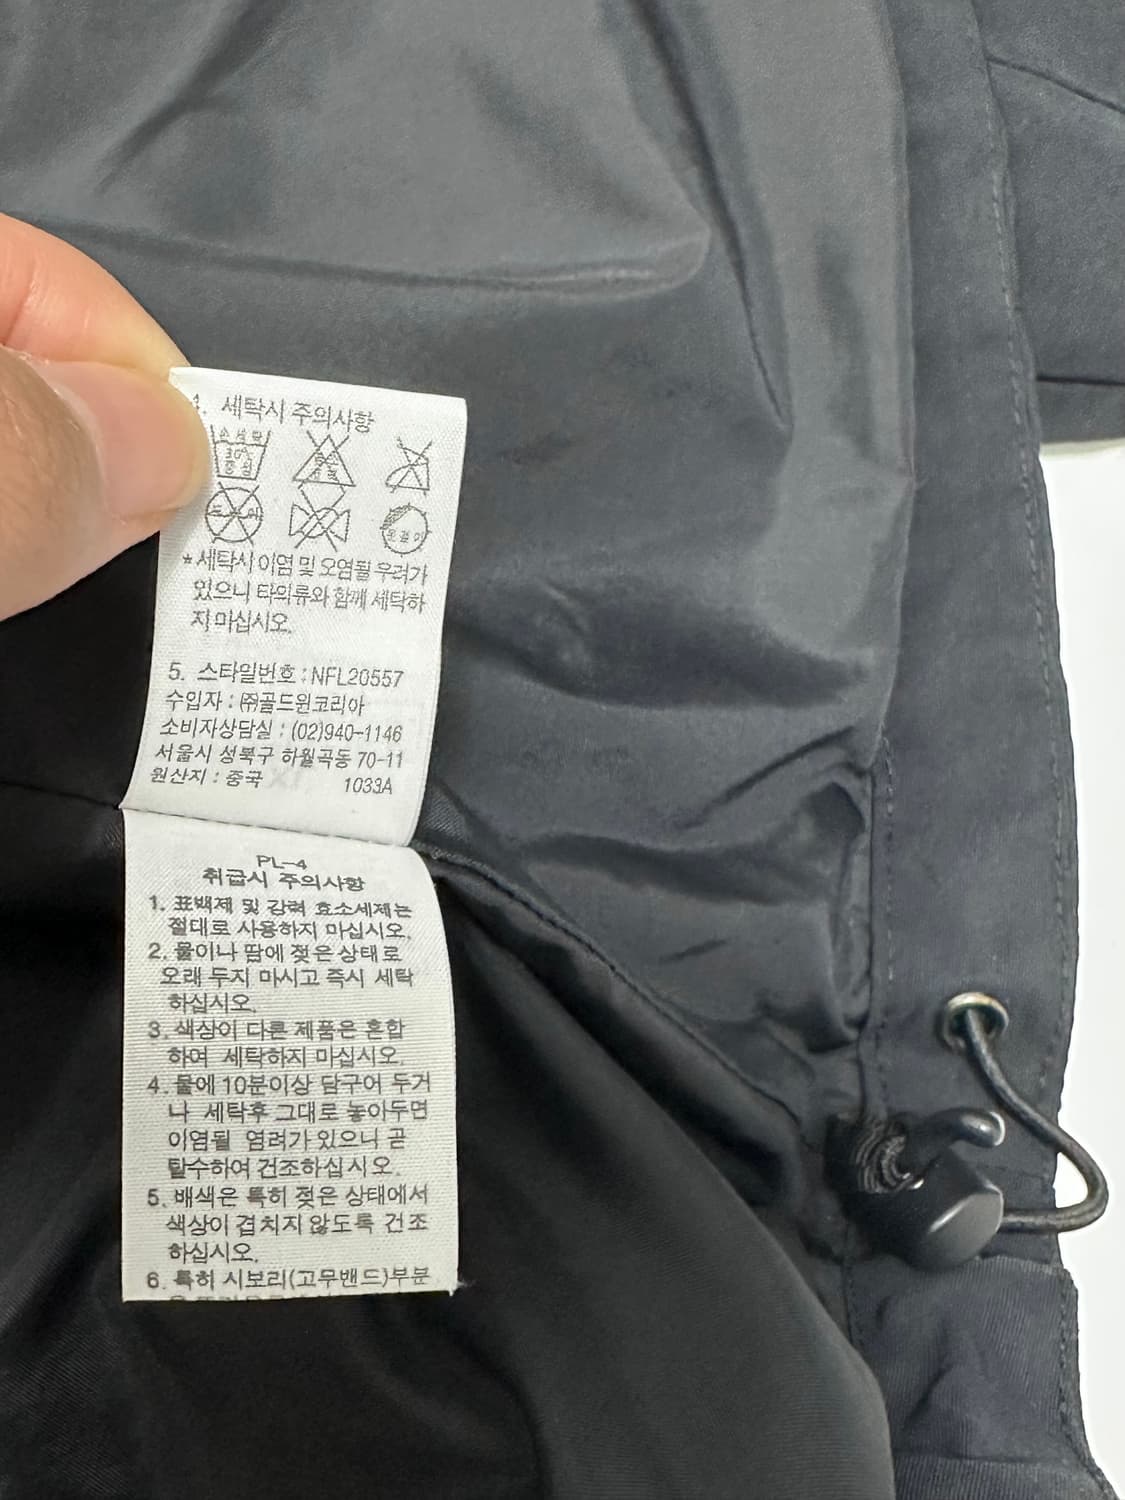 4. 세탁시 주의사항
손세탁
30℃
중성
옷걸이
*세탁시 이염 및 오염될 우려가
있으니 타의류와 함께 세탁하
지 마십시오.
5. 스타일번호 : NFL20557
수입자 : ㈜골드윈코리아
소비자상담실 : (02)940-1146
서울시 성북구 하월곡동 70-11
원산지 : 중국 1033A
PL-4
취급시 주의사항
1. 표백제 및 강력 효소세제는
절대로 사용하지 마십시오.
2. 물이나 땀에 젖은 상태로
오래 두지 마시고 즉시 세탁
하십시오.
3. 색상이 다른 제품은 혼합
하여 세탁하지 마십시오.
4. 물에 10분이상 담구어 두거
나 세탁후 그대로 놓아두면
이염될 염려가 있으니 곧
탈수하여 건조하십시오.
5. 배색은 특히 젖은 상태에서
색상이 겹치지 않도록 건조
하십시오.
6. 특히 시보리(고무밴드)부분